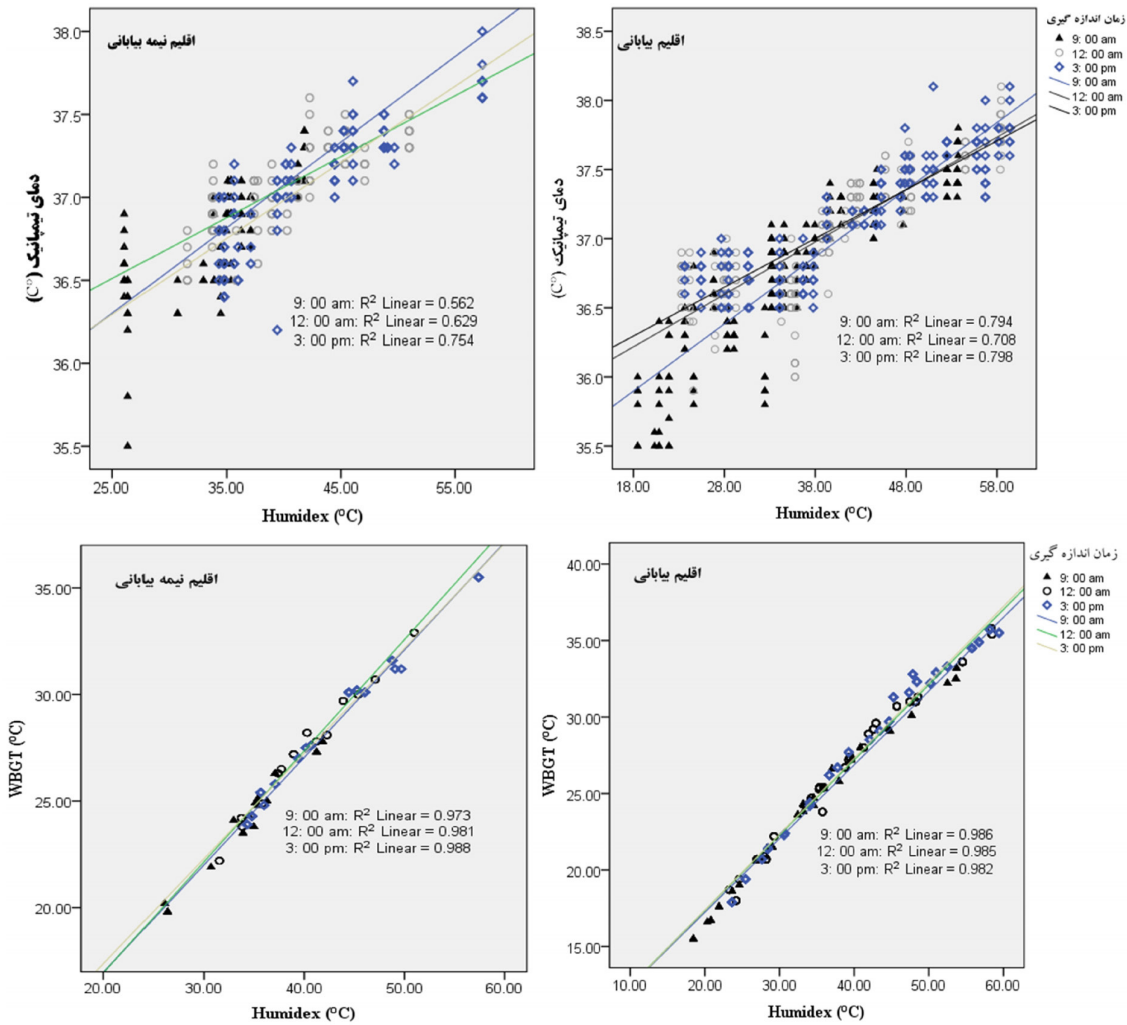 اقلیم نیمه بیابانی
38.0
37.5
37.0
36.5
36.0
35.5
دمای تیمپانیک (C°)
9: 00 am: R² Linear = 0.562
12: 00 am: R² Linear = 0.629
3: 00 pm: R² Linear = 0.754
25.00 35.00 45.00 55.00
Humidex (°C)
اقلیم بیابانی
38.5
38.0
37.5
37.0
36.5
36.0
35.5
دمای تیمپانیک (C°)
9: 00 am: R² Linear = 0.794
12: 00 am: R² Linear = 0.708
3: 00 pm: R² Linear = 0.798
18.00 28.00 38.00 48.00 58.00
Humidex (°C)
زمان اندازه گیری
9: 00 am
12: 00 am
3: 00 pm
9: 00 am
12: 00 am
3: 00 pm
اقلیم نیمه بیابانی
35.00
30.00
25.00
20.00
WBGT (°C)
9: 00 am: R² Linear = 0.973
12: 00 am: R² Linear = 0.981
3: 00 pm: R² Linear = 0.988
20.00 30.00 40.00 50.00 60.00
Humidex (°C)
اقلیم بیابانی
40.00
35.00
30.00
25.00
20.00
15.00
WBGT (°C)
9: 00 am: R² Linear = 0.986
12: 00 am: R² Linear = 0.985
3: 00 pm: R² Linear = 0.982
10.00 20.00 30.00 40.00 50.00 60.00
Humidex (°C)
زمان اندازه گیری
9: 00 am
12: 00 am
3: 00 pm
9: 00 am
12: 00 am
3: 00 pm